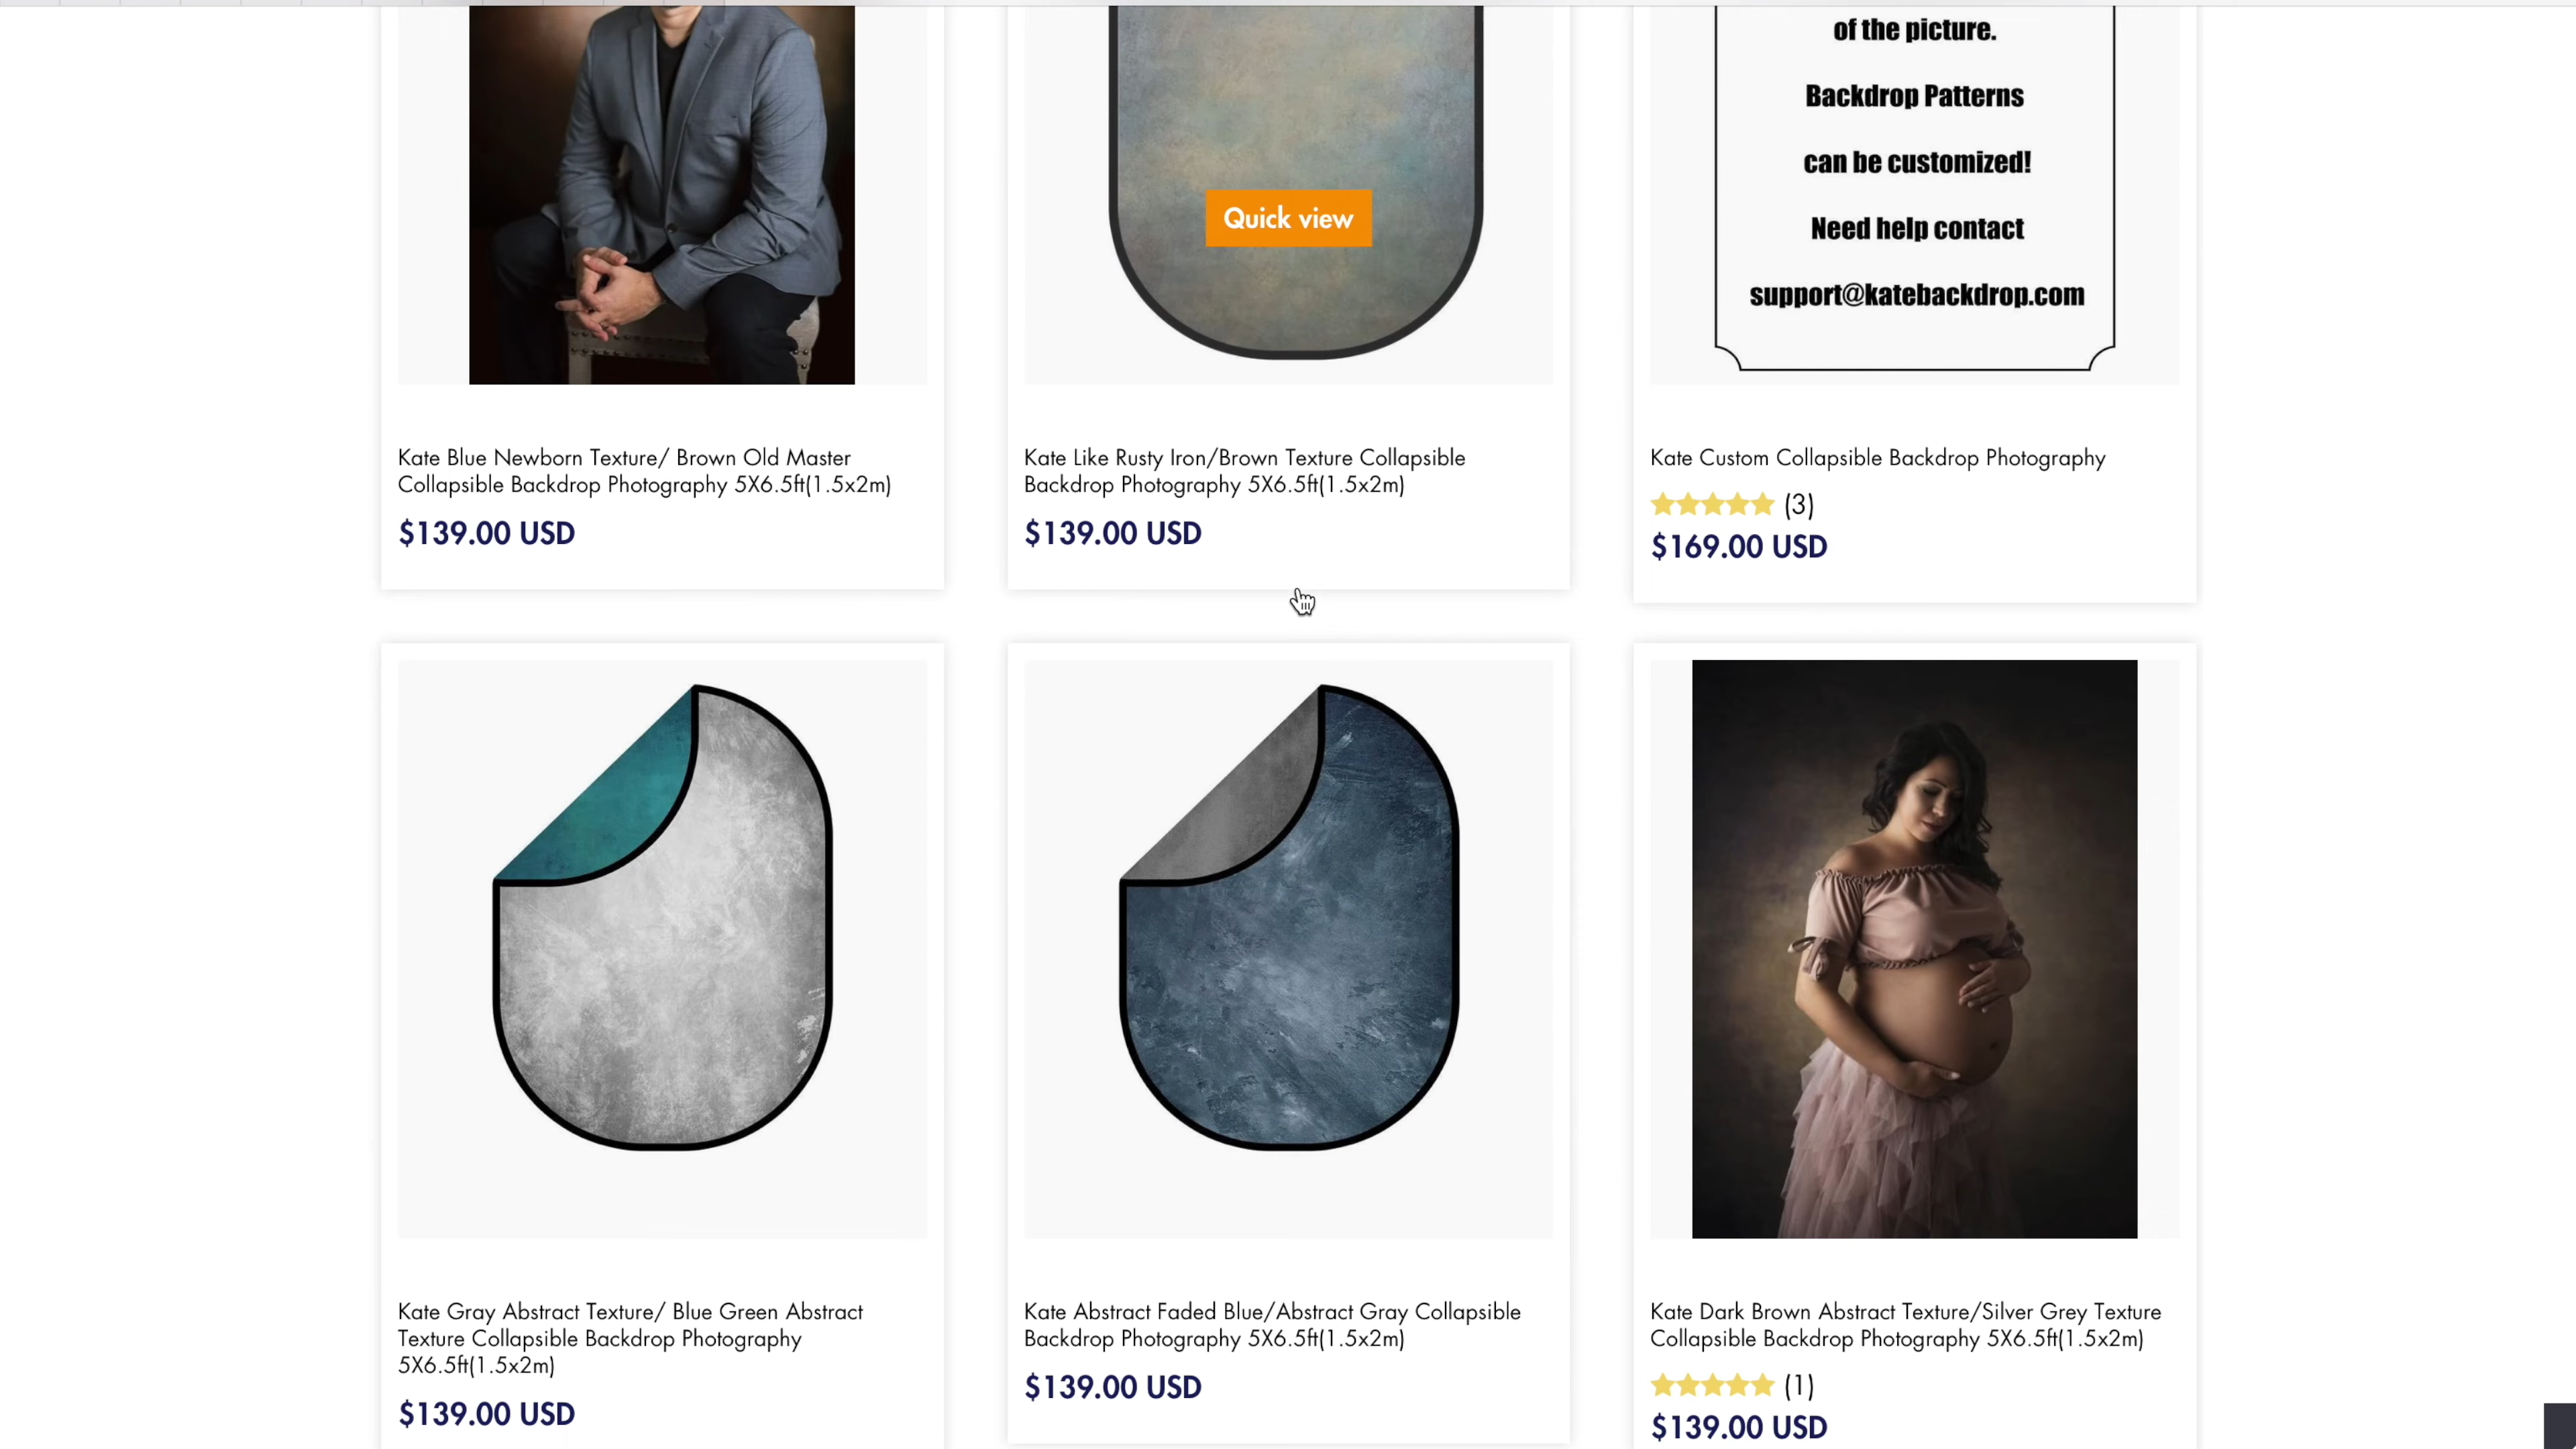 of the picture.
Backdrop Patterns
can be customized!
Need help contact
support@katebackdrop.com
Quick view
Kate Blue Newborn Texture/ Brown Old Master
Collapsible Backdrop Photography 5X6.5ft(1.5x2m)
$139.00 USD
Kate Like Rusty Iron/Brown Texture Collapsible
Backdrop Photography 5X6.5ft(1.5x2m)
$139.00 USD
Kate Custom Collapsible Backdrop Photography
(3)
$169.00 USD
Kate Gray Abstract Texture/ Blue Green Abstract
Texture Collapsible Backdrop Photography
5X6.5ft(1.5x2m)
$139.00 USD
Kate Abstract Faded Blue/Abstract Gray Collapsible
Backdrop Photography 5X6.5ft(1.5x2m)
$139.00 USD
Kate Dark Brown Abstract Texture/Silver Grey Texture
Collapsible Backdrop Photography 5X6.5ft(1.5x2m)
(1)
$139.00 USD